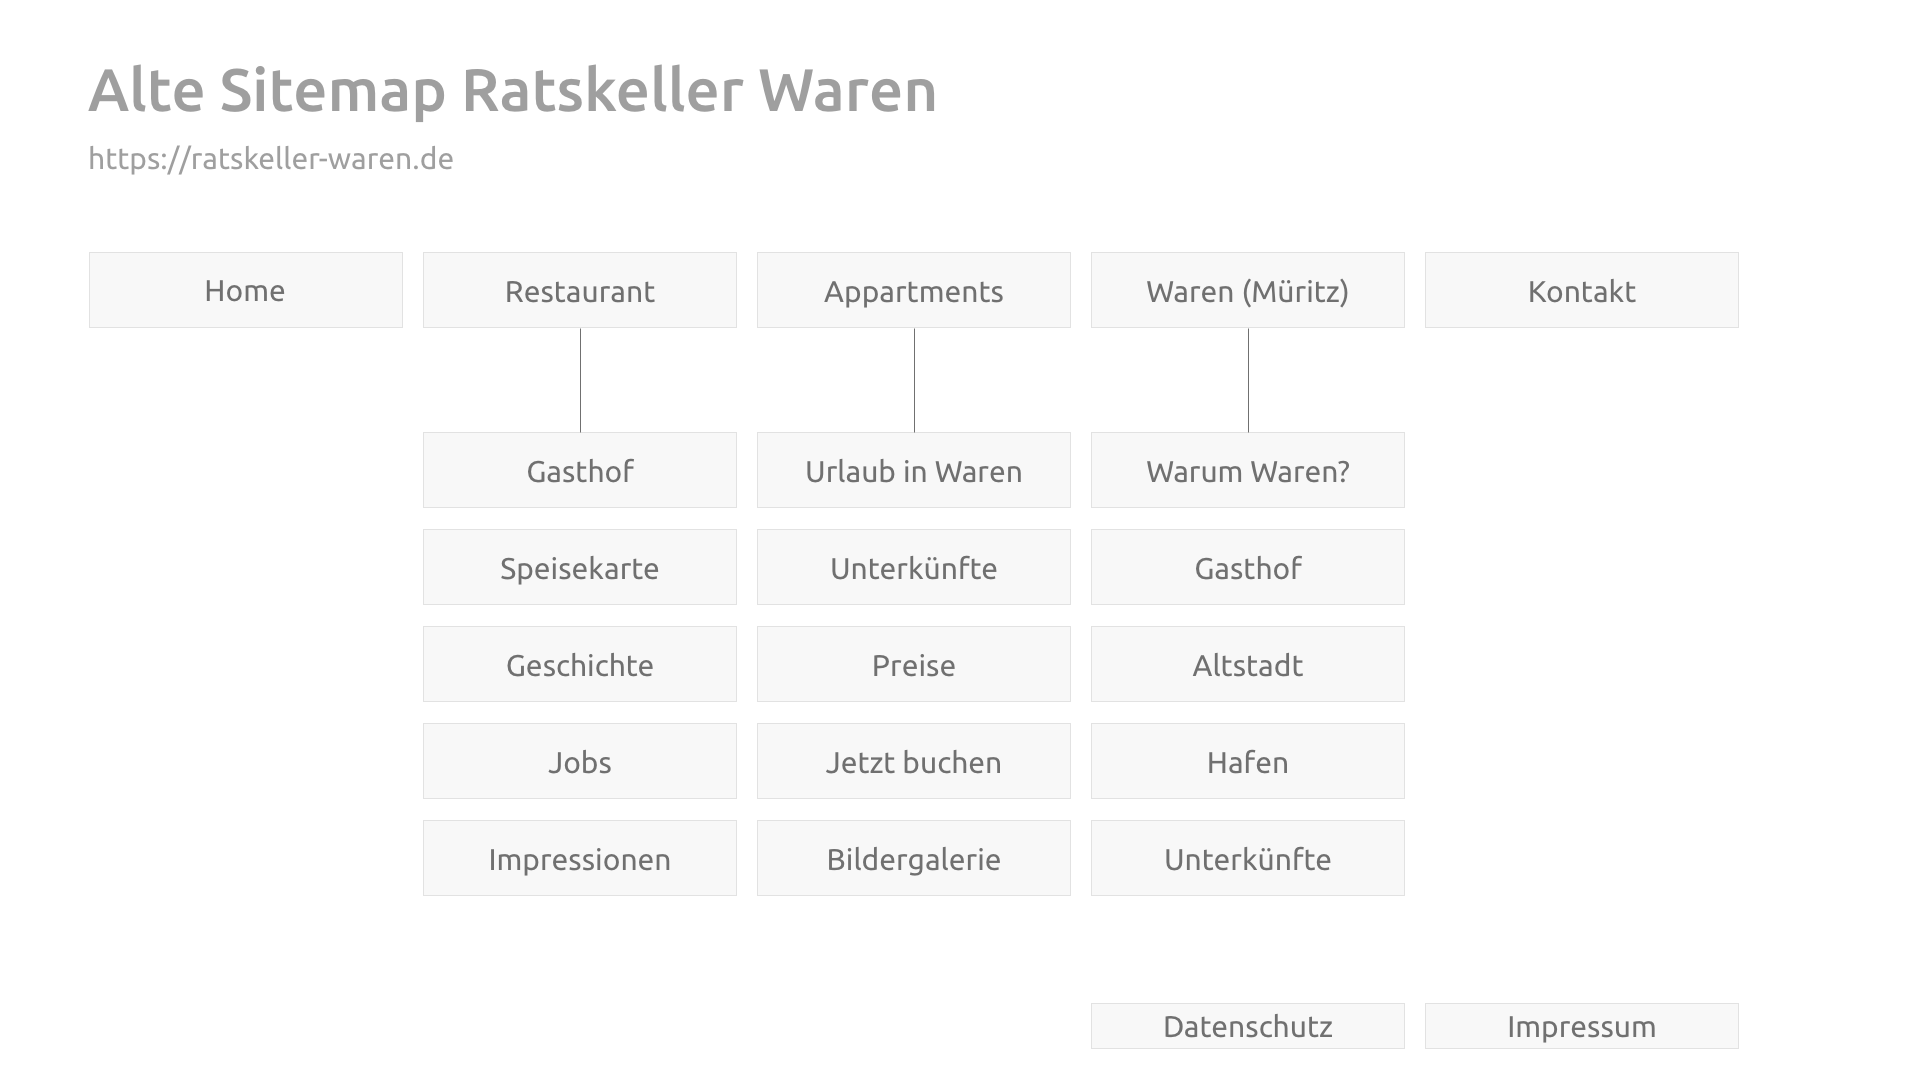 Alte Sitemap Ratskeller Waren
https://ratskeller-waren.de
Home
Restaurant
Appartments
Waren (Müritz)
Kontakt
Gasthof
Urlaub in Waren
Warum Waren?
Speisekarte
Unterkünfte
Gasthof
Geschichte
Preise
Altstadt
Jobs
Jetzt buchen
Hafen
Impressionen
Bildergalerie
Unterkünfte
Datenschutz
Impressum